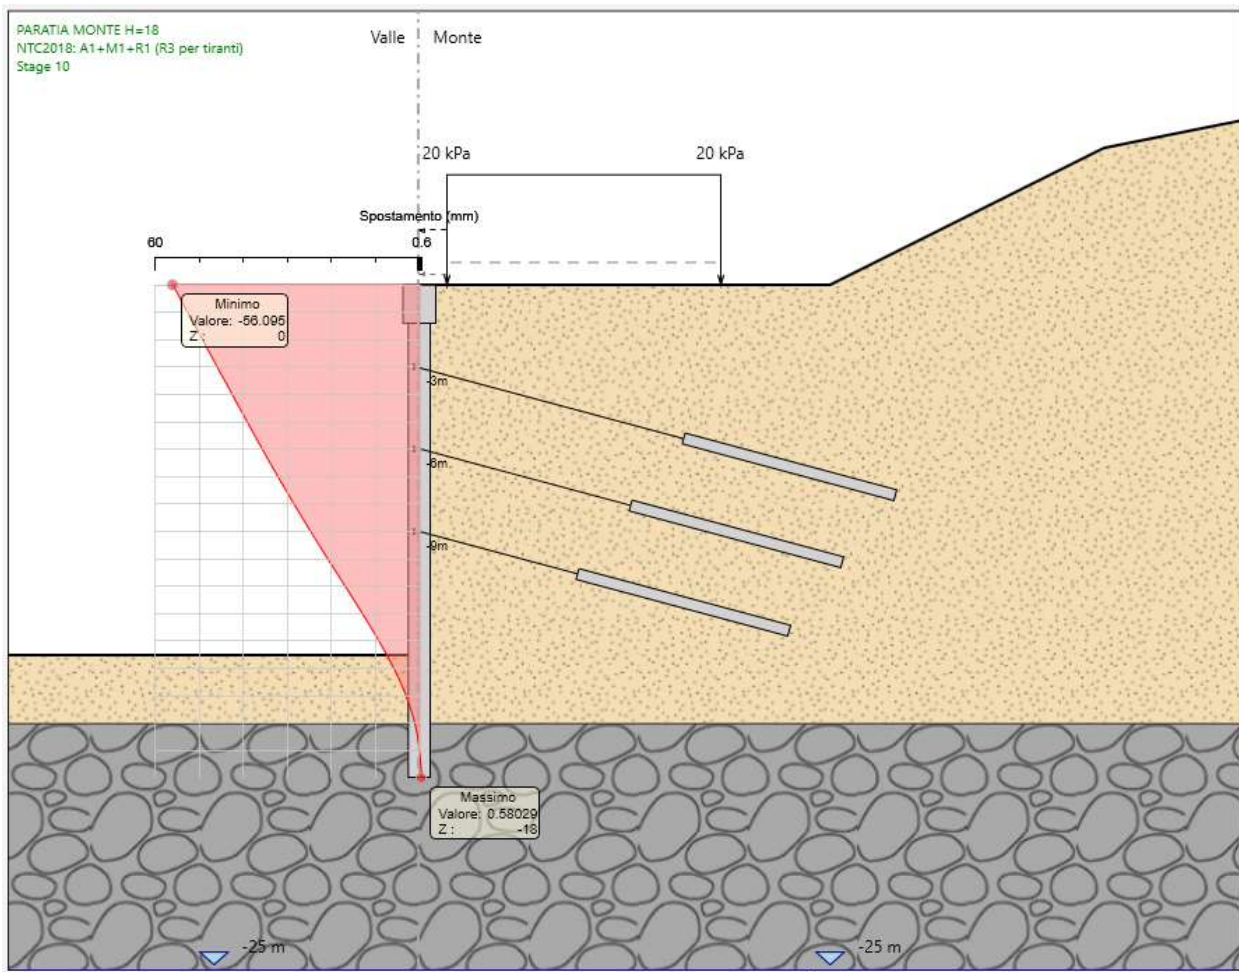 PARATIA MONTE H=18
NTC2018: A1+M1+R1 (R3 per tiranti)
Stage 10
Valle Monte
20 kPa 20 kPa
Spostamento (mm)
60 0.6
Minimo
Valore: -56.095
Z : 0
-3m
-6m
-9m
Massimo
Valore: 0.58029
Z : -18
-25 m -25 m